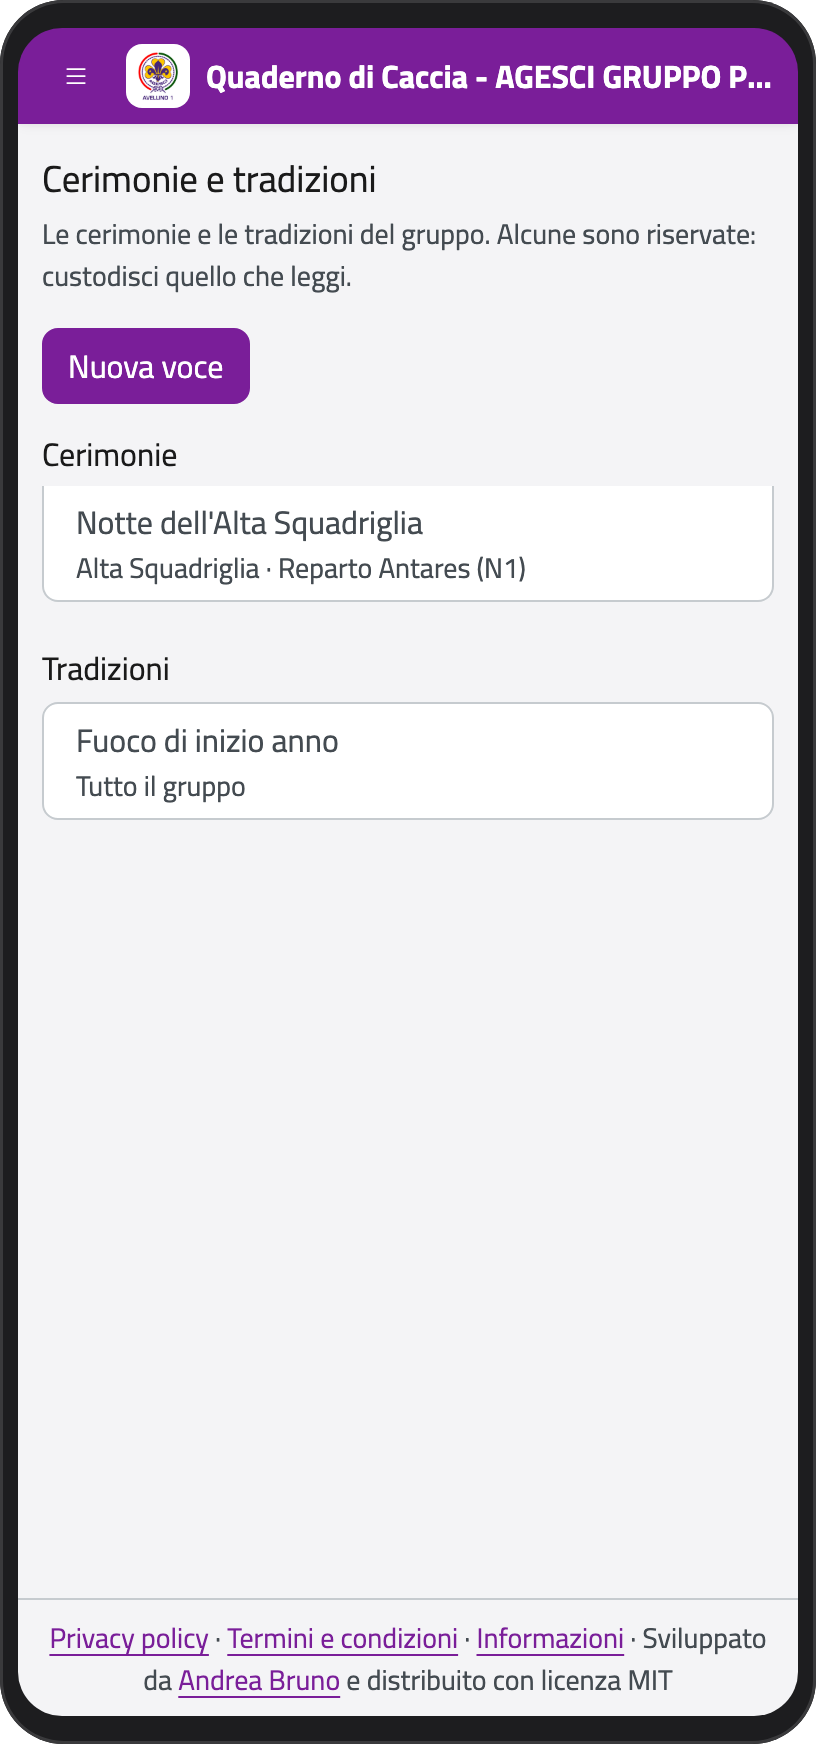 AVELLINO 1
Quaderno di Caccia - AGESCI GRUPPO P...
Cerimonie e tradizioni
Le cerimonie e le tradizioni del gruppo. Alcune sono riservate:
custodisci quello che leggi.
Nuova voce
Cerimonie
Notte dell'Alta Squadriglia
Alta Squadriglia · Reparto Antares (N1)
Tradizioni
Fuoco di inizio anno
Tutto il gruppo
Privacy policy · Termini e condizioni · Informazioni · Sviluppato
da Andrea Bruno e distribuito con licenza MIT